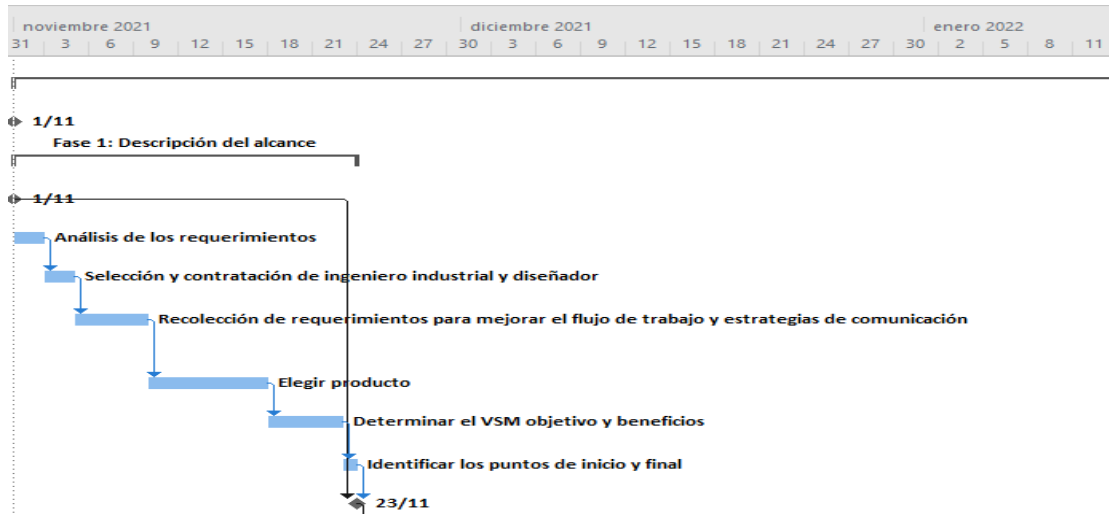 noviembre 2021 diciembre 2021 enero 2022
31 3 6 9 12 15 18 21 24 27 30 3 6 9 12 15 18 21 24 27 30 2 5 8 11
1/11
Fase 1: Descripción del alcance
1/11
Análisis de los requerimientos
Selección y contratación de ingeniero industrial y diseñador
Recolección de requerimientos para mejorar el flujo de trabajo y estrategias de comunicación
Elegir producto
Determinar el VSM objetivo y beneficios
Identificar los puntos de inicio y final
23/11